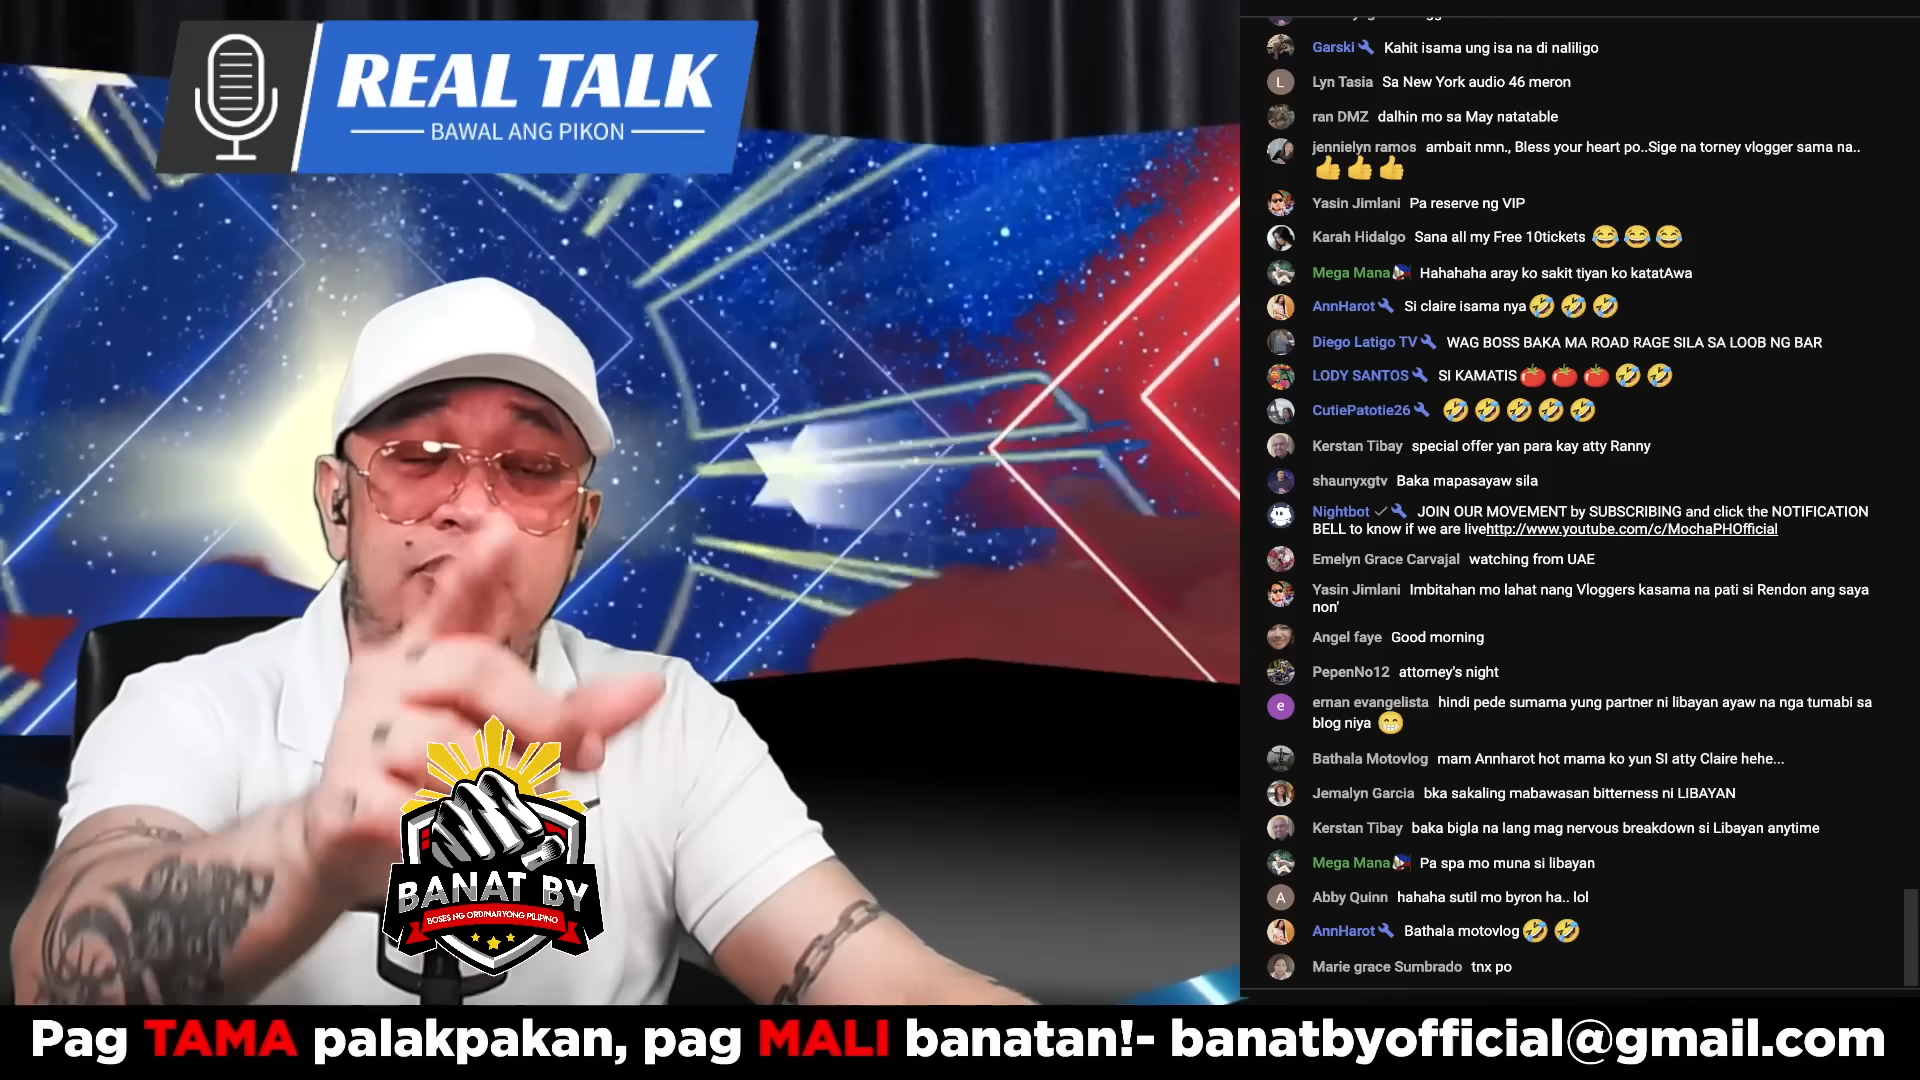 REAL TALK
BAWAL ANG PIKON
BANAT BY
BOSES NG ORDINARYONG PILIPINO
Garski Kahit isama ung isa na di naliligo
L Lyn Tasia Sa New York audio 46 meron
ran DMZ dalhin mo sa May natatable
jennielyn ramos ambait nmn., Bless your heart po..Sige na torney vlogger sama na..
👍👍👍
Yasin Jimlani Pa reserve ng VIP
Karah Hidalgo Sana all my Free 10tickets 😂😂😂
Mega Mana Hahahaha aray ko sakit tiyan ko katatAwa
AnnHarot Si claire isama nya🤣🤣🤣
Diego Latigo TV WAG BOSS BAKA MA ROAD RAGE SILA SA LOOB NG BAR
LODY SANTOS SI KAMATIS🍅🍅🍅🤣🤣
CutiePatotie26 🤣🤣🤣🤣🤣
Kerstan Tibay special offer yan para kay atty Ranny
shaunyxgtv Baka mapasayaw sila
Nightbot ✓ JOIN OUR MOVEMENT by SUBSCRIBING and click the NOTIFICATION
BELL to know if we are livehttp://www.youtube.com/c/MochaPHOfficial
Emelyn Grace Carvajal watching from UAE
Yasin Jimlani Imbitahan mo lahat nang Vloggers kasama na pati si Rendon ang saya
non'
Angel faye Good morning
PepenNo12 attorney's night
e ernan evangelista hindi pede sumama yung partner ni libayan ayaw na nga tumabi sa
blog niya 😁
Bathala Motovlog mam Annharot hot mama ko yun SI atty Claire hehe...
Jemalyn Garcia bka sakaling mabawasan bitterness ni LIBAYAN
Kerstan Tibay baka bigla na lang mag nervous breakdown si Libayan anytime
Mega Mana Pa spa mo muna si libayan
A Abby Quinn hahaha sutil mo byron ha.. lol
AnnHarot Bathala motovlog🤣🤣
Marie grace Sumbrado tnx po
Pag TAMA palakpakan, pag MALI banatan!- banatbyofficial@gmail.com